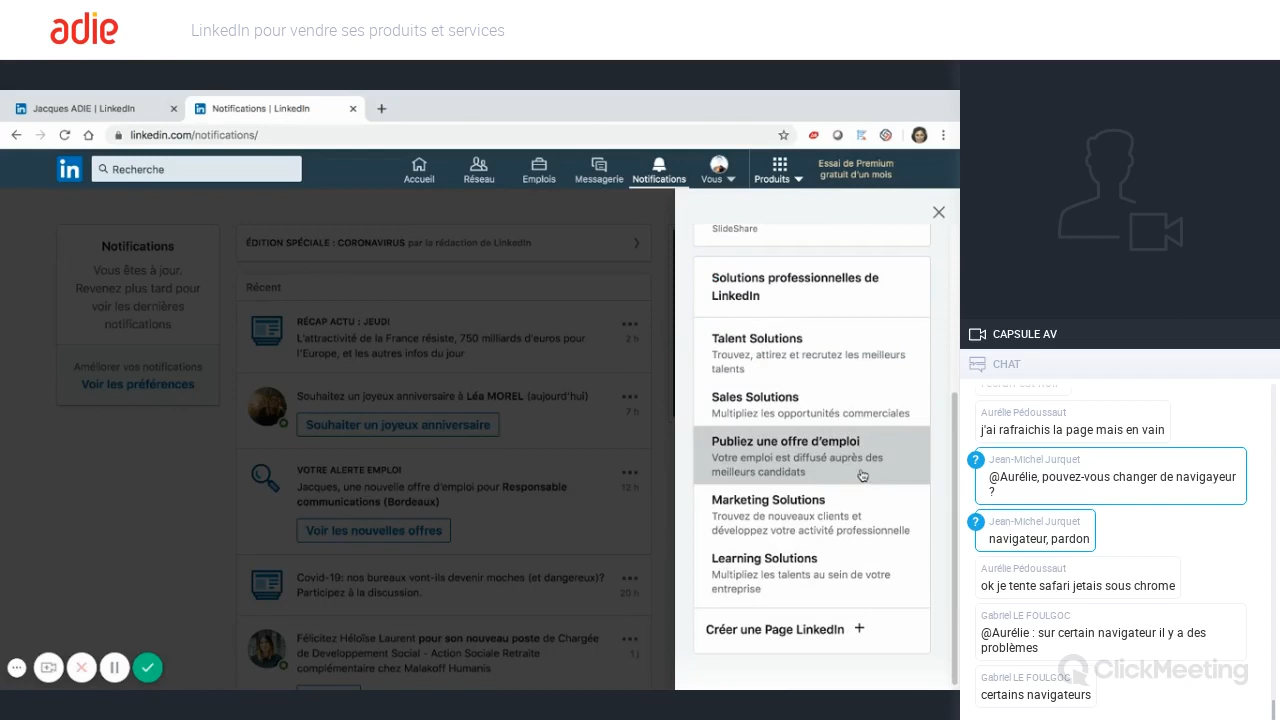 adie
LinkedIn pour vendre ses produits et services
Jacques ADIE | LinkedIn
Notifications | LinkedIn
linkedin.com/notifications/
in
Recherche
Accueil
Réseau
Emplois
Messagerie
Notifications
Vous
Produits
Essai de Premium
gratuit d'un mois
Notifications
Vous êtes à jour.
Revenez plus tard pour
voir les dernières
notifications
Améliorer vos notifications
Voir les préférences
ÉDITION SPÉCIALE : CORONAVIRUS par la rédaction de LinkedIn
Récent
RÉCAP ACTU : JEUDI
L'attractivité de la France résiste, 750 milliards d'euros pour
l'Europe, et les autres infos du jour
2 h
Souhaitez un joyeux anniversaire à Léa MOREL (aujourd'hui)
7 h
Souhaiter un joyeux anniversaire
VOTRE ALERTE EMPLOI
Jacques, une nouvelle offre d'emploi pour Responsable
communications (Bordeaux)
12 h
Voir les nouvelles offres
Covid-19: nos bureaux vont-ils devenir moches (et dangereux)?
Participez à la discussion.
20 h
Félicitez Héloïse Laurent pour son nouveau poste de Chargée
de Développement Social - Action Sociale Retraite
complémentaire chez Malakoff Humanis
1 j
SlideShare
Solutions professionnelles de
LinkedIn
Talent Solutions
Trouvez, attirez et recrutez les meilleurs
talents
Sales Solutions
Multipliez les opportunités commerciales
Publiez une offre d'emploi
Votre emploi est diffusé auprès des
meilleurs candidats
Marketing Solutions
Trouvez de nouveaux clients et
développez votre activité professionnelle
Learning Solutions
Multipliez les talents au sein de votre
entreprise
Créer une Page LinkedIn +
CAPSULE AV
CHAT
Aurélie Pédoussaut
j'ai rafraichis la page mais en vain
?
Jean-Michel Jurquet
@Aurélie, pouvez-vous changer de navigayeur
?
?
Jean-Michel Jurquet
navigateur, pardon
Aurélie Pédoussaut
ok je tente safari jetais sous chrome
Gabriel LE FOULGOC
@Aurélie : sur certain navigateur il y a des
problèmes
Gabriel LE FOULGOC
certains navigateurs
ClickMeeting